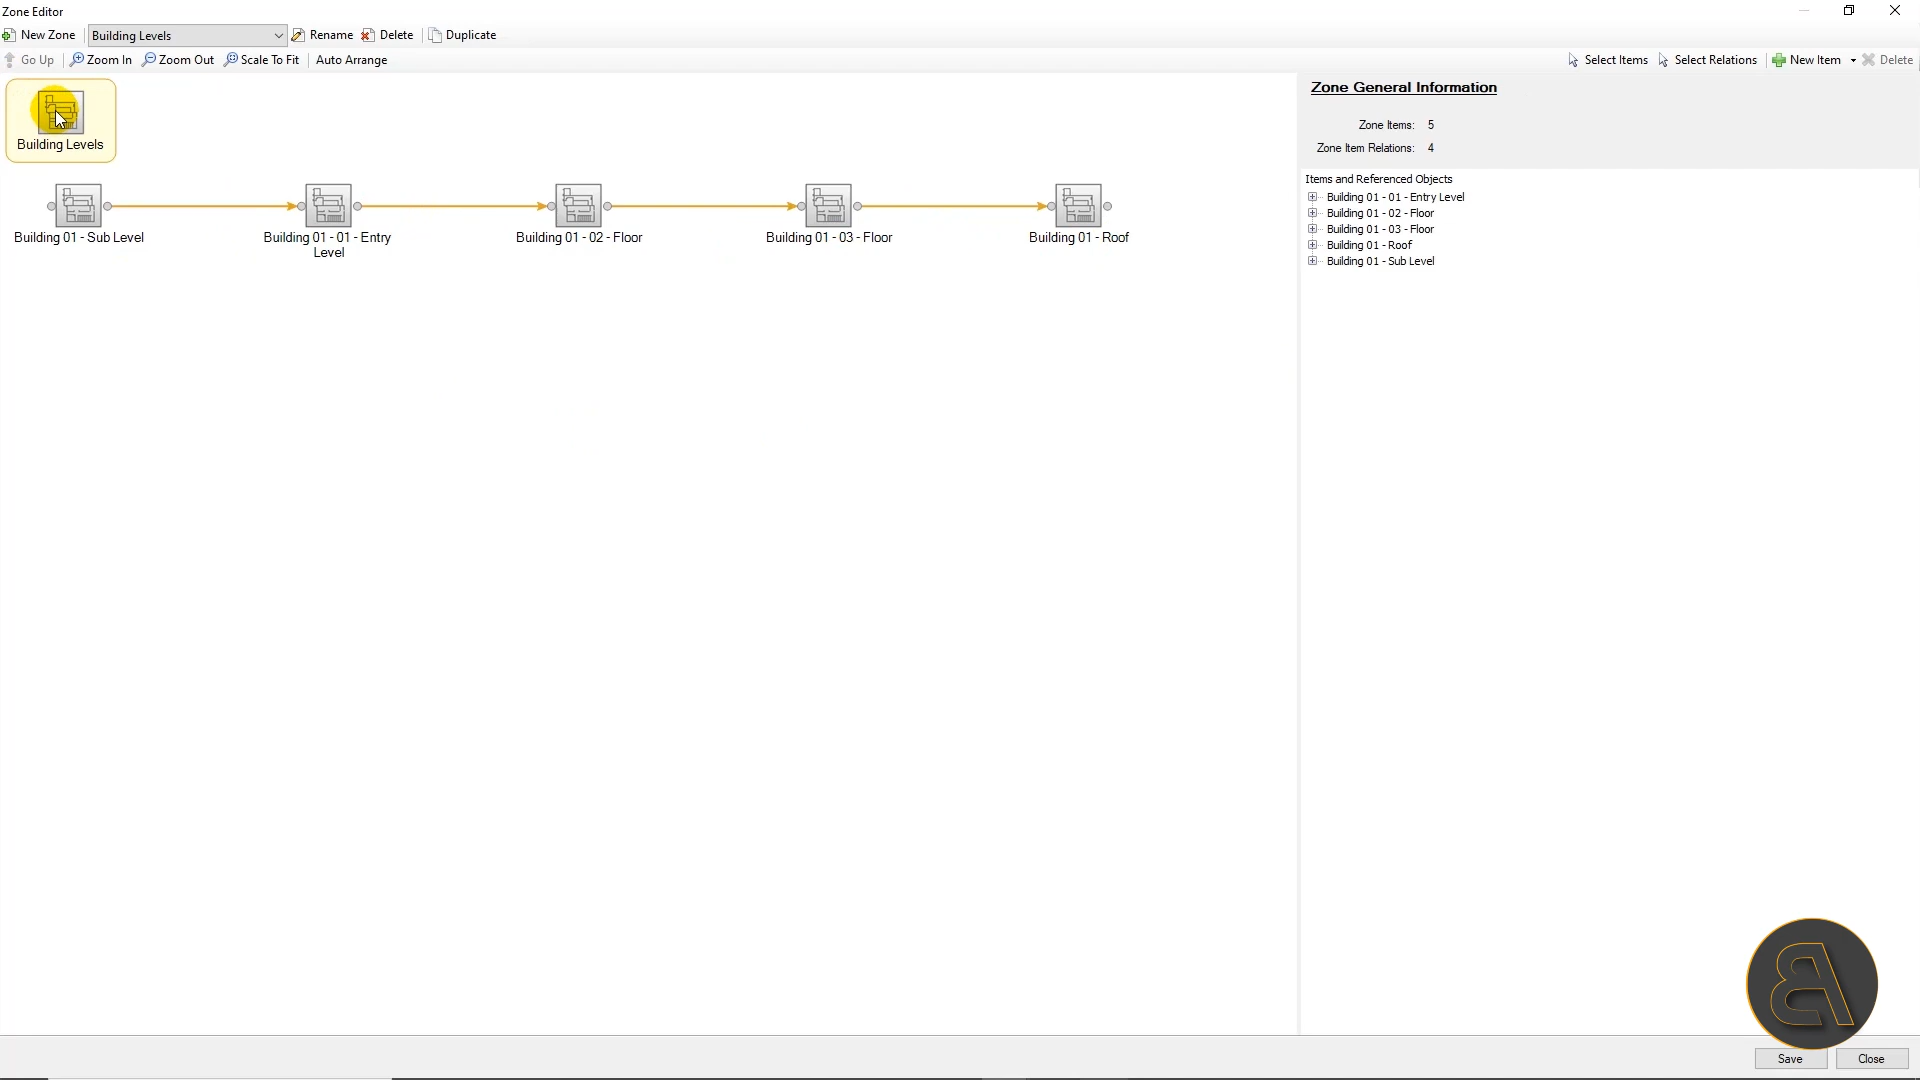 Zone Editor
New Zone Building Levels Rename Delete Duplicate
Go Up Zoom In Zoom Out Scale To Fit Auto Arrange Select Items Select Relations New Item Delete
Building Levels
Building 01 - Sub Level
Building 01 - 01 - Entry
Level
Building 01 - 02 - Floor
Building 01 - 03 - Floor
Building 01 - Roof
Zone General Information
Zone Items: 5
Zone Item Relations: 4
Items and Referenced Objects
Building 01 - 01 - Entry Level
Building 01 - 02 - Floor
Building 01 - 03 - Floor
Building 01 - Roof
Building 01 - Sub Level
Save Close